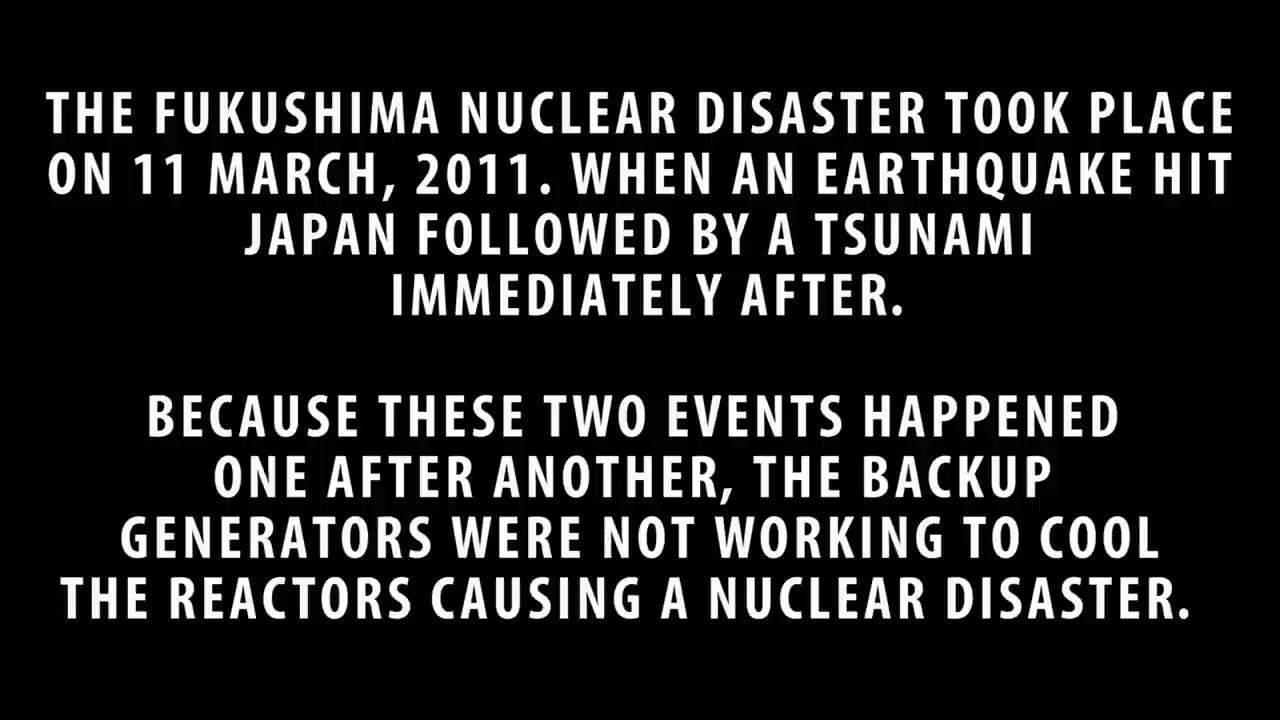 THE FUKUSHIMA NUCLEAR DISASTER TOOK PLACE
ON 11 MARCH, 2011. WHEN AN EARTHQUAKE HIT
JAPAN FOLLOWED BY A TSUNAMI
IMMEDIATELY AFTER.
BECAUSE THESE TWO EVENTS HAPPENED
ONE AFTER ANOTHER, THE BACKUP
GENERATORS WERE NOT WORKING TO COOL
THE REACTORS CAUSING A NUCLEAR DISASTER.